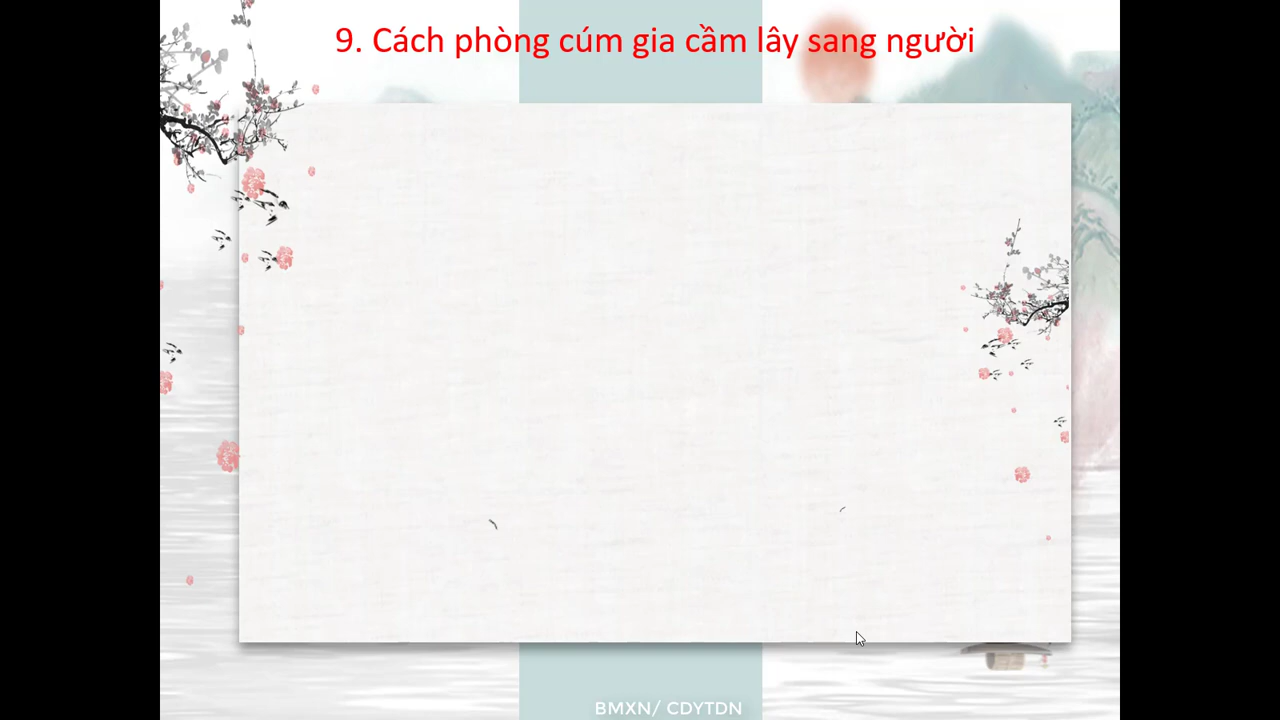 9. Cách phòng cúm gia cầm lây sang người
BMXN/ CDYTDN